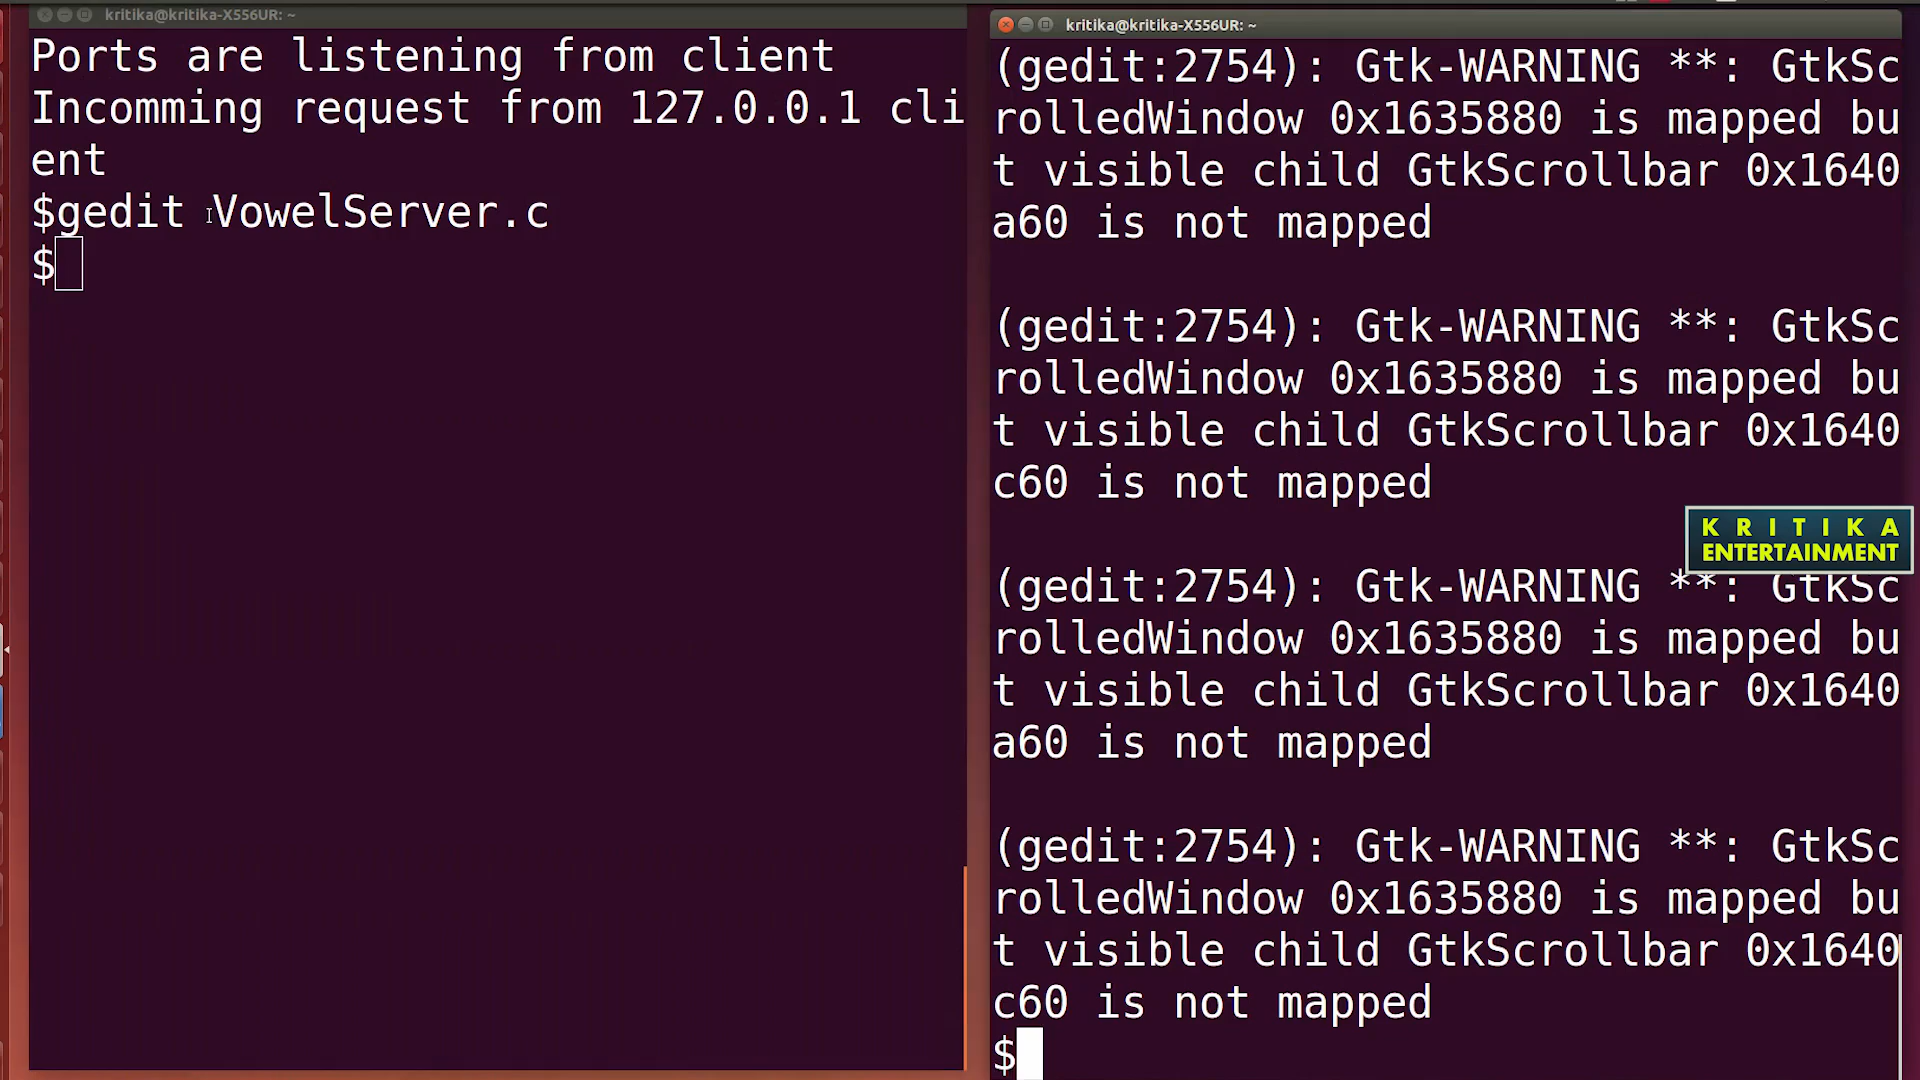 kritika@kritika-X556UR: ~
Ports are listening from client
Incomming request from 127.0.0.1 cli
ent
$gedit VowelServer.c
$
kritika@kritika-X556UR: ~
(gedit:2754): Gtk-WARNING **: GtkSc
rolledWindow 0x1635880 is mapped bu
t visible child GtkScrollbar 0x1640
a60 is not mapped
(gedit:2754): Gtk-WARNING **: GtkSc
rolledWindow 0x1635880 is mapped bu
t visible child GtkScrollbar 0x1640
c60 is not mapped
(gedit:2754): Gtk-WARNING **: GtkSc
rolledWindow 0x1635880 is mapped bu
t visible child GtkScrollbar 0x1640
a60 is not mapped
(gedit:2754): Gtk-WARNING **: GtkSc
rolledWindow 0x1635880 is mapped bu
t visible child GtkScrollbar 0x1640
c60 is not mapped
$
KRITIKA
ENTERTAINMENT